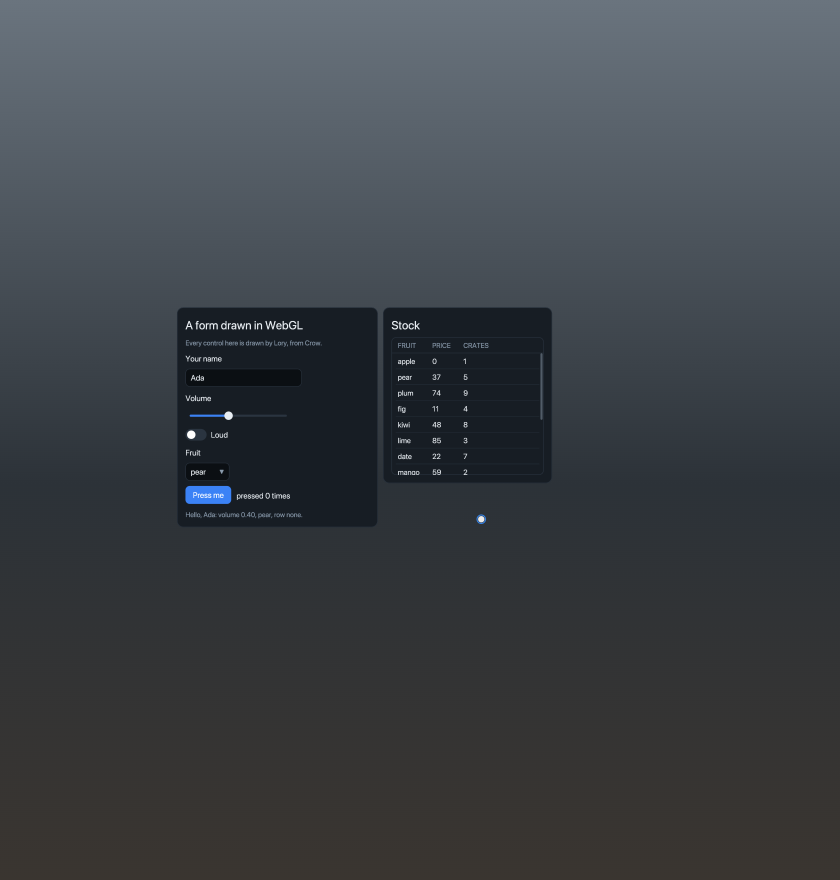 A form drawn in WebGL
Every control here is drawn by Lory, from Crow.
Your name
Ada
Volume
Loud
Fruit
pear
Press me pressed 0 times
Hello, Ada: volume 0.40, pear, row none.
Stock
FRUIT PRICE CRATES
apple 0 1
pear 37 5
plum 74 9
fig 11 4
kiwi 48 8
lime 85 3
date 22 7
mango 59 2